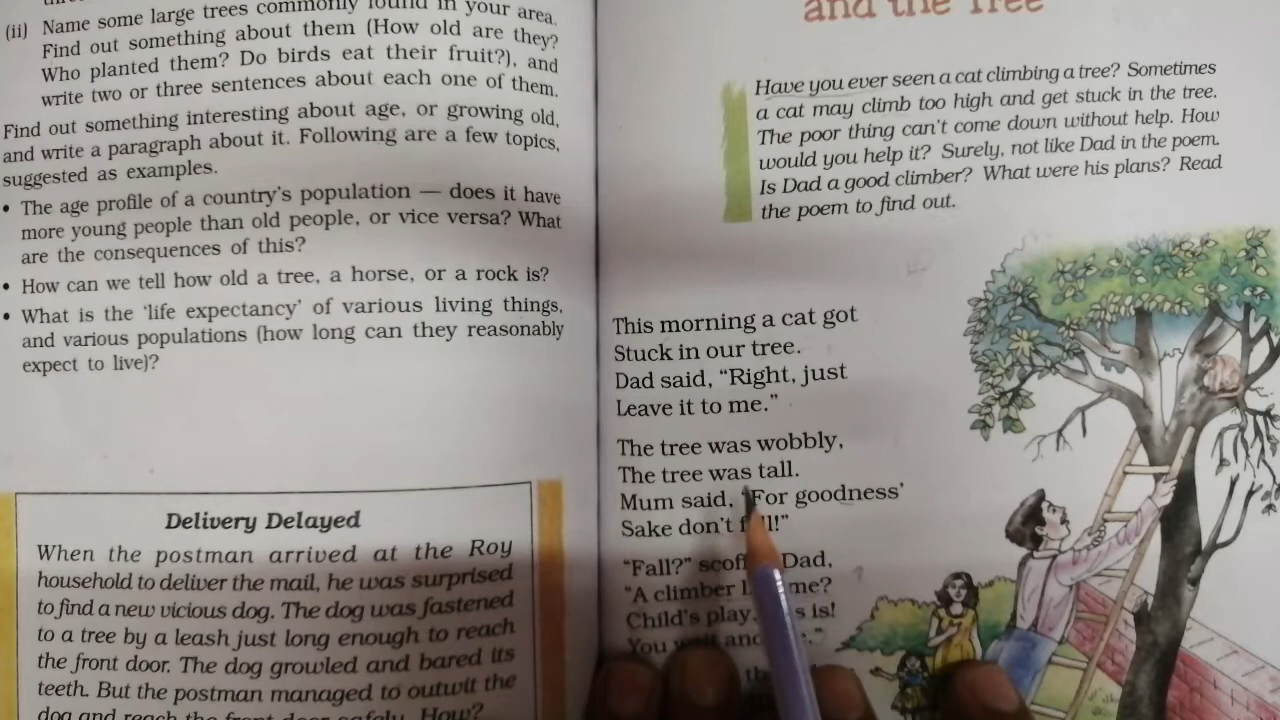 (ii) Name some large trees commonly found in your area.
Find out something about them (How old are they?
Who planted them? Do birds eat their fruit?), and
write two or three sentences about each one of them.
Find out something interesting about age, or growing old,
and write a paragraph about it. Following are a few topics,
suggested as examples.
• The age profile of a country's population — does it have
more young people than old people, or vice versa? What
are the consequences of this?
• How can we tell how old a tree, a horse, or a rock is?
• What is the 'life expectancy' of various living things,
and various populations (how long can they reasonably
expect to live)?
Delivery Delayed
When the postman arrived at the Roy
household to deliver the mail, he was surprised
to find a new vicious dog. The dog was fastened
to a tree by a leash just long enough to reach
the front door. The dog growled and bared its
teeth. But the postman managed to outwit the
dog and reach the front door safely. How?
and the Tree
Have you ever seen a cat climbing a tree? Sometimes
a cat may climb too high and get stuck in the tree.
The poor thing can't come down without help. How
would you help it? Surely, not like Dad in the poem.
Is Dad a good climber? What were his plans? Read
the poem to find out.
This morning a cat got
Stuck in our tree.
Dad said, "Right, just
Leave it to me."
The tree was wobbly,
The tree was tall.
Mum said, "For goodness'
Sake don't fall!"
"Fall?" scoffed Dad,
"A climber me?
Child's play, is!
You wait and